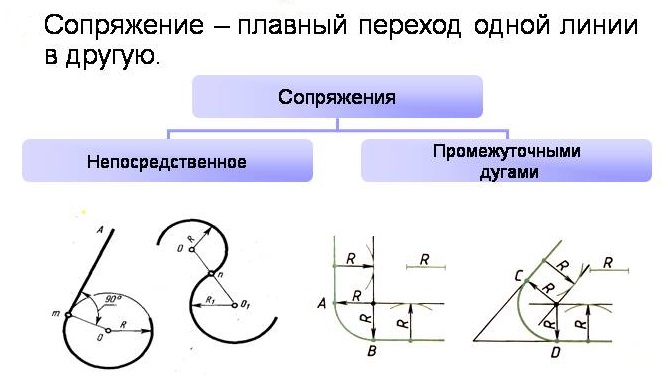 Сопряжение – плавный переход одной линии
в другую.
Сопряжения
Непосредственное
Промежуточными
дугами
A
m
90°
O
R
O
R
n
R₁
O₁
R
R
A
R
R
R
B
R
R
C
R
R
R
D